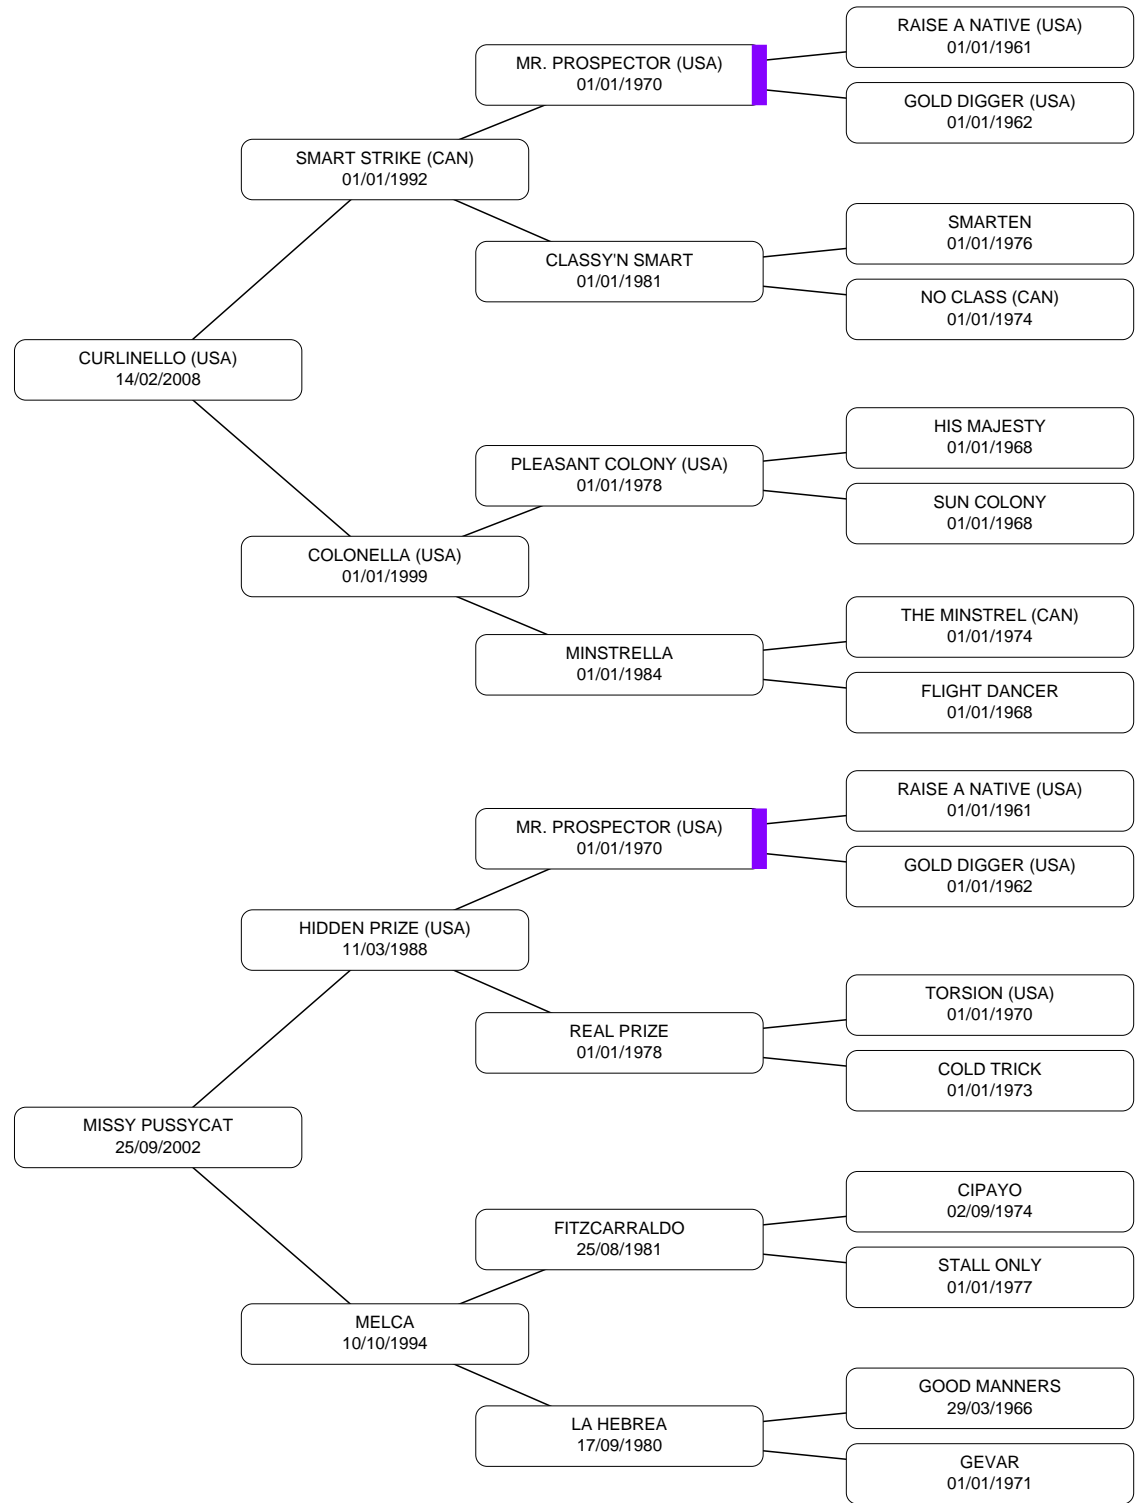 RAISE A NATIVE (USA)
01/01/1961
MR. PROSPECTOR (USA)
01/01/1970
GOLD DIGGER (USA)
01/01/1962
SMART STRIKE (CAN)
01/01/1992
SMARTEN
01/01/1976
CLASSY'N SMART
01/01/1981
NO CLASS (CAN)
01/01/1974
CURLINELLO (USA)
14/02/2008
HIS MAJESTY
01/01/1968
PLEASANT COLONY (USA)
01/01/1978
SUN COLONY
01/01/1968
COLONELLA (USA)
01/01/1999
THE MINSTREL (CAN)
01/01/1974
MINSTRELLA
01/01/1984
FLIGHT DANCER
01/01/1968
RAISE A NATIVE (USA)
01/01/1961
MR. PROSPECTOR (USA)
01/01/1970
GOLD DIGGER (USA)
01/01/1962
HIDDEN PRIZE (USA)
11/03/1988
TORSION (USA)
01/01/1970
REAL PRIZE
01/01/1978
COLD TRICK
01/01/1973
MISSY PUSSYCAT
25/09/2002
CIPAYO
02/09/1974
FITZCARRALDO
25/08/1981
STALL ONLY
01/01/1977
MELCA
10/10/1994
GOOD MANNERS
29/03/1966
LA HEBREA
17/09/1980
GEVAR
01/01/1971